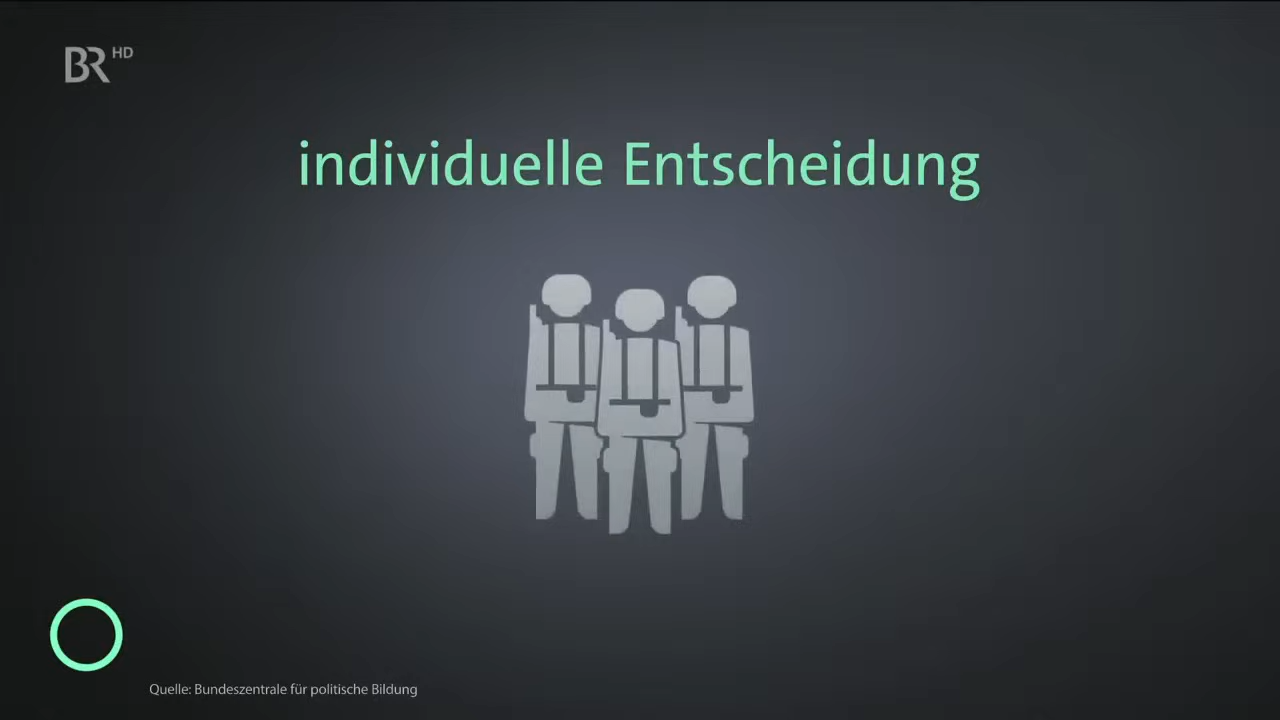 BR HD
individuelle Entscheidung
Quelle: Bundeszentrale für politische Bildung